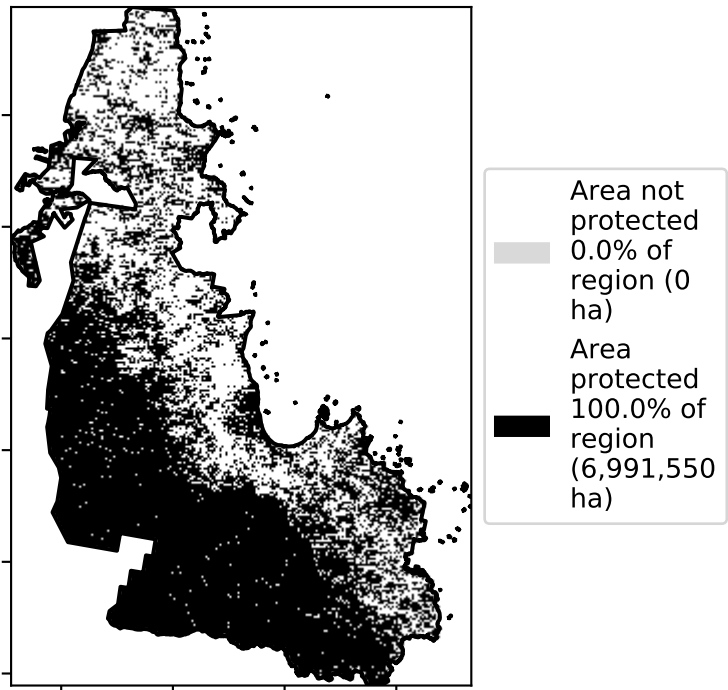 Area not
protected
0.0% of
region (0
ha)
Area
protected
100.0% of
region
(6,991,550
ha)